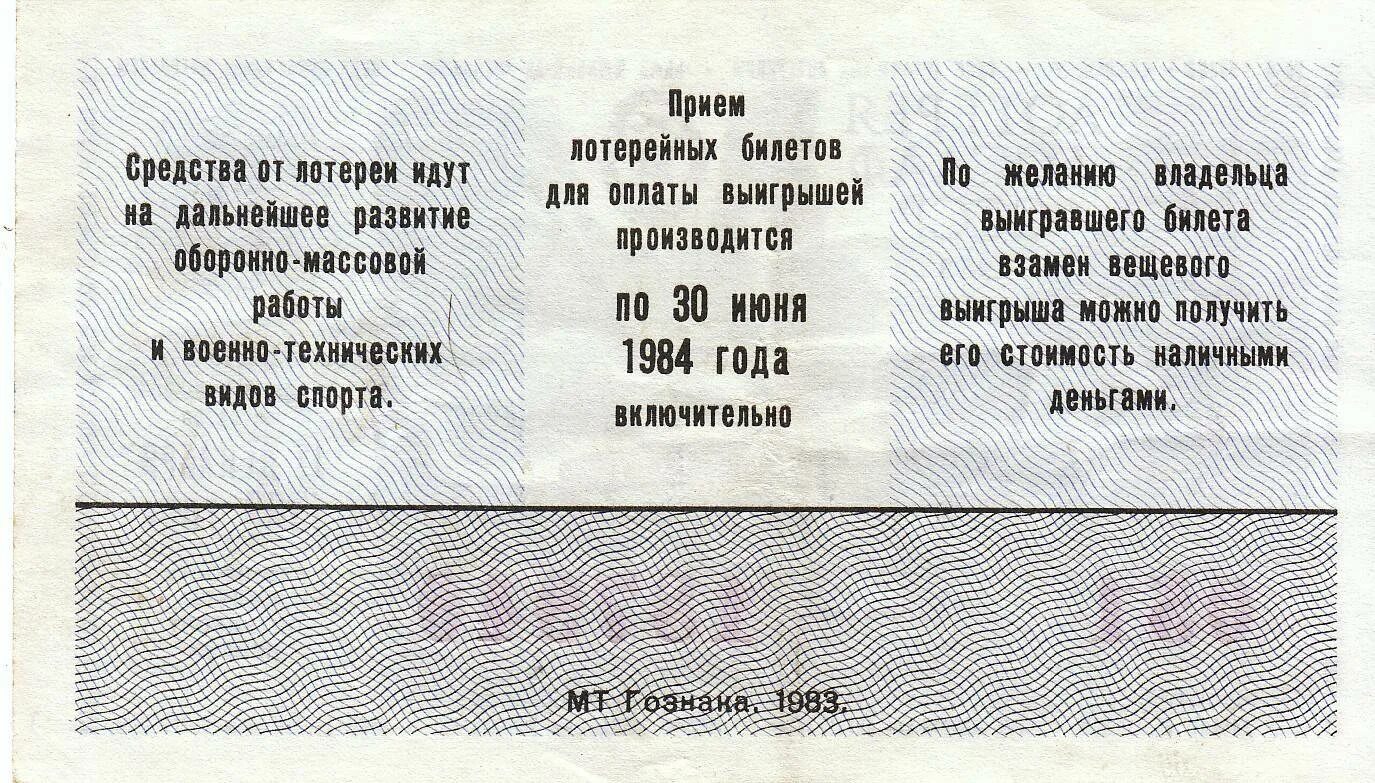 Средства от лотереи идут
на дальнейшее развитие
оборонно-массовой
работы
и военно-технических
видов спорта.
Прием
лотерейных билетов
для оплаты выигрышей
производится
по 30 июня
1984 года
включительно
По желанию владельца
выигравшего билета
взамен вещевого
выигрыша можно получить
его стоимость наличными
деньгами.
МТ Гознака. 1983.